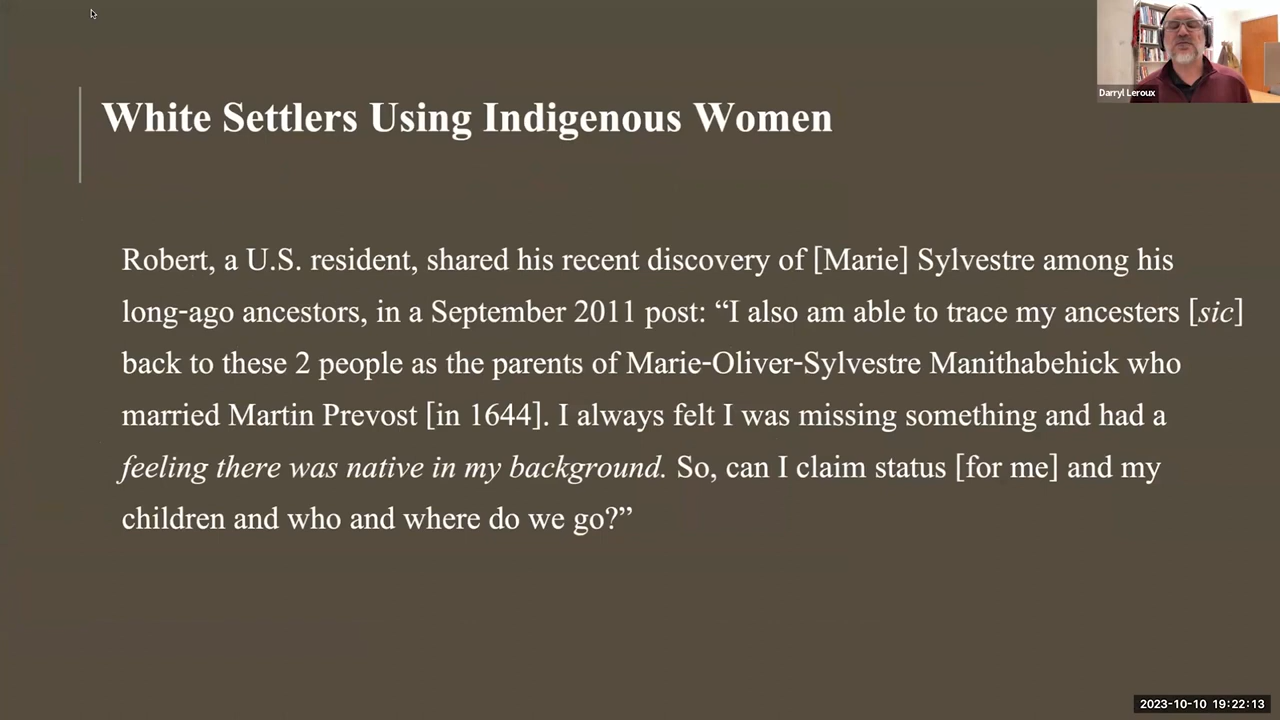 Darryl Leroux
White Settlers Using Indigenous Women
Robert, a U.S. resident, shared his recent discovery of [Marie] Sylvestre among his
long-ago ancestors, in a September 2011 post: “I also am able to trace my ancesters [sic]
back to these 2 people as the parents of Marie-Oliver-Sylvestre Manithabehick who
married Martin Prevost [in 1644]. I always felt I was missing something and had a
feeling there was native in my background. So, can I claim status [for me] and my
children and who and where do we go?”
2023-10-10 19:22:13